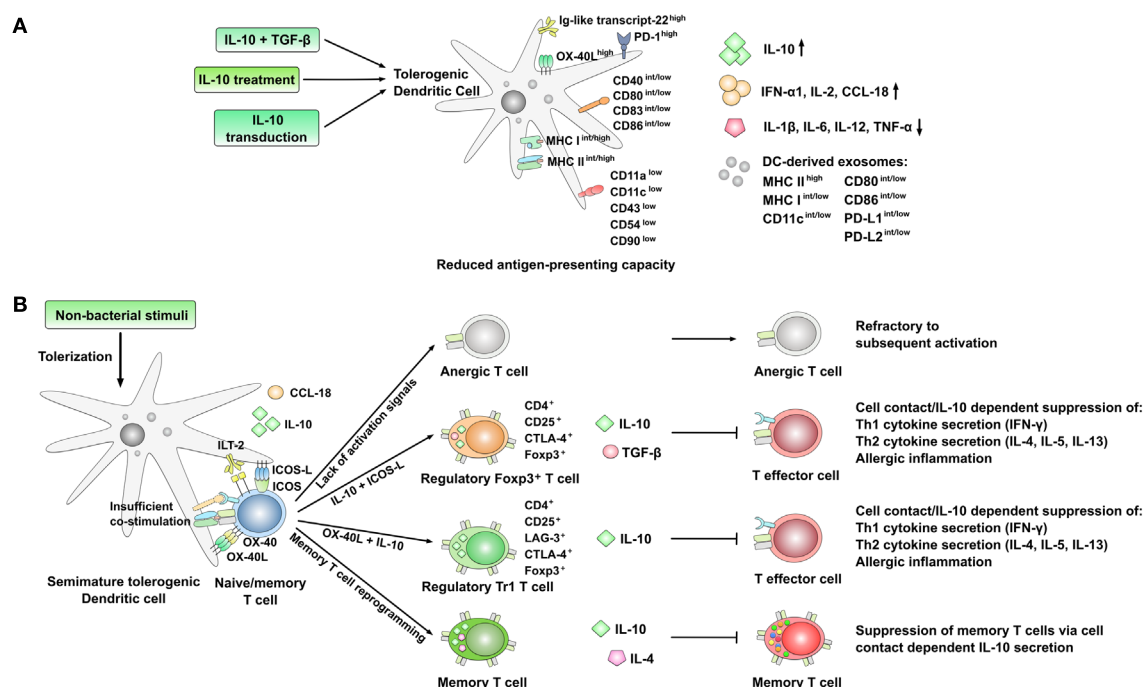 A
IL-10 + TGF-β
IL-10 treatment
IL-10
transduction
Tolerogenic
Dendritic Cell
Ig-like transcript-22high
PD-1high
OX-40Lhigh
CD40int/low
CD80int/low
CD83int/low
CD86int/low
MHC Iint/high
MHC IIint/high
CD11alow
CD11clow
CD43low
CD54low
CD90low
Reduced antigen-presenting capacity
IL-10
IFN-α1, IL-2, CCL-18
IL-1β, IL-6, IL-12, TNF-α
DC-derived exosomes:
MHC IIhigh CD80int/low
MHC Iint/low CD86int/low
CD11cint/low PD-L1int/low
PD-L2int/low
B
Non-bacterial stimuli
Tolerization
CCL-18
IL-10
ILT-2
ICOS-L
ICOS
Insufficient
co-stimulation
OX-40
OX-40L
Semimature tolerogenic
Dendritic cell
Naive/memory
T cell
Lack of activation signals
IL-10 + ICOS-L
OX-40L + IL-10
Memory T cell reprogramming
Anergic T cell
Anergic T cell
Refractory to
subsequent activation
CD4+
CD25+
CTLA-4+
Foxp3+
Regulatory Foxp3+ T cell
IL-10
TGF-β
T effector cell
Cell contact/IL-10 dependent suppression of:
Th1 cytokine secretion (IFN-γ)
Th2 cytokine secretion (IL-4, IL-5, IL-13)
Allergic inflammation
CD4+
CD25+
LAG-3+
CTLA-4+
Foxp3+
Regulatory Tr1 T cell
IL-10
T effector cell
Cell contact/IL-10 dependent suppression of:
Th1 cytokine secretion (IFN-γ)
Th2 cytokine secretion (IL-4, IL-5, IL-13)
Allergic inflammation
Memory T cell
IL-10
IL-4
Memory T cell
Suppression of memory T cells via cell
contact dependent IL-10 secretion